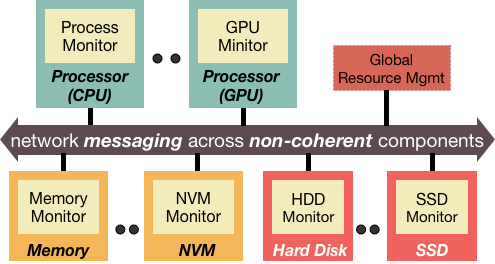 Process
Monitor
Processor
(CPU)
GPU
Minitor
Processor
(GPU)
Global
Resource Mgmt
network messaging across non-coherent components
Memory
Monitor
Memory
NVM
Monitor
NVM
HDD
Monitor
Hard Disk
SSD
Monitor
SSD